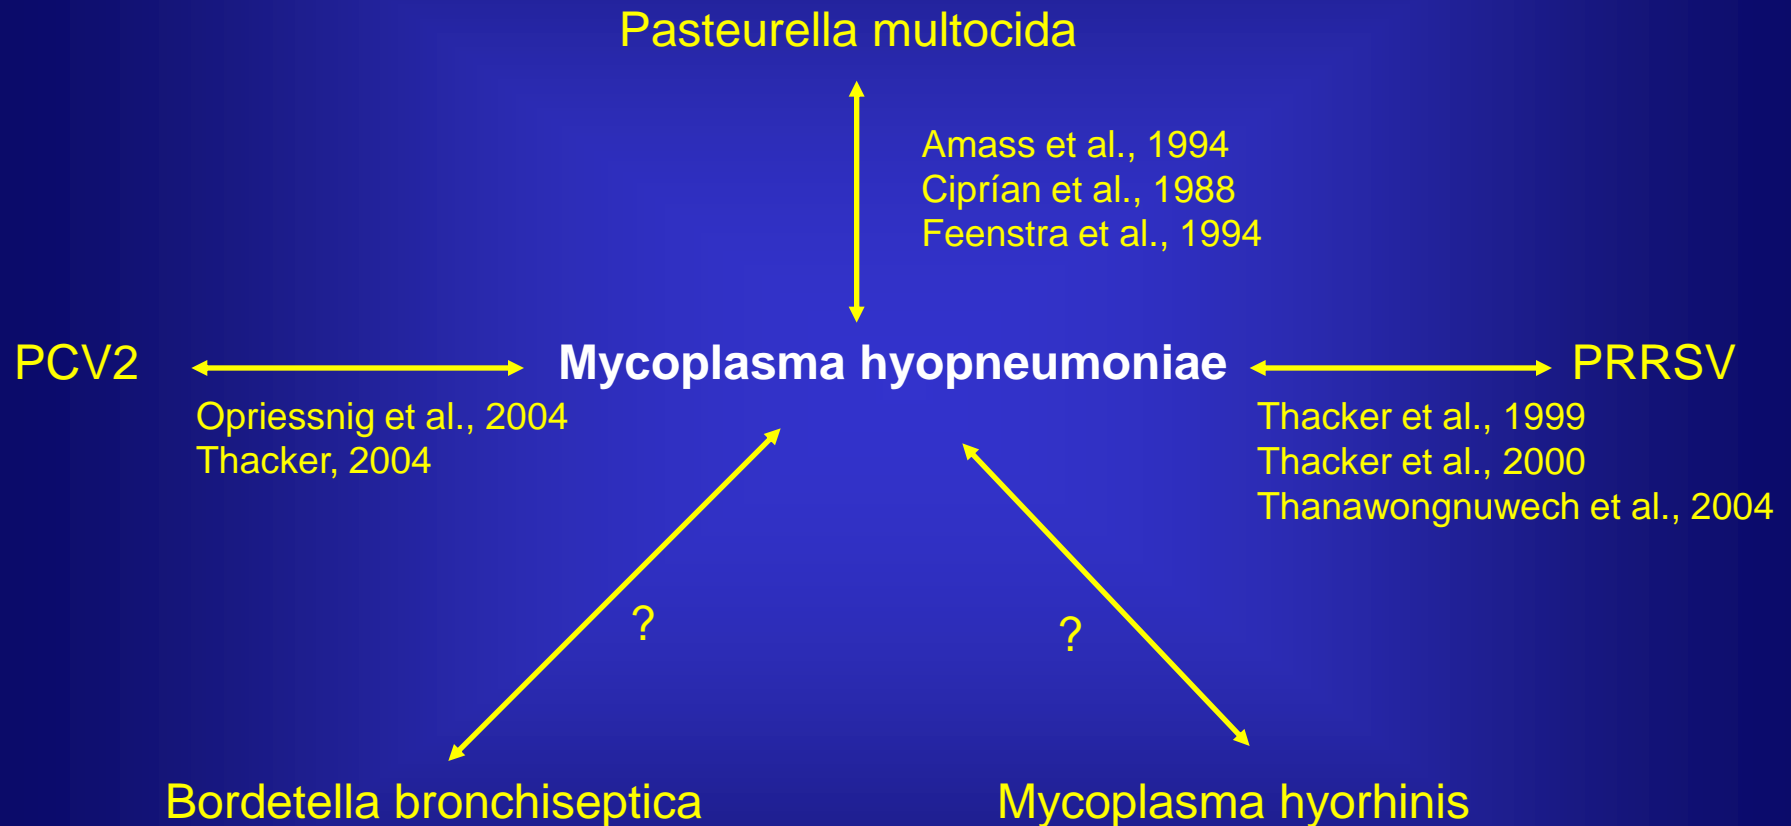 Pasteurella multocida
Amass et al., 1994
Ciprían et al., 1988
Feenstra et al., 1994
PCV2
Mycoplasma hyopneumoniae
PRRSV
Opriessnig et al., 2004
Thacker, 2004
Thacker et al., 1999
Thacker et al., 2000
Thanawongnuwech et al., 2004
?
?
Bordetella bronchiseptica
Mycoplasma hyorhinis